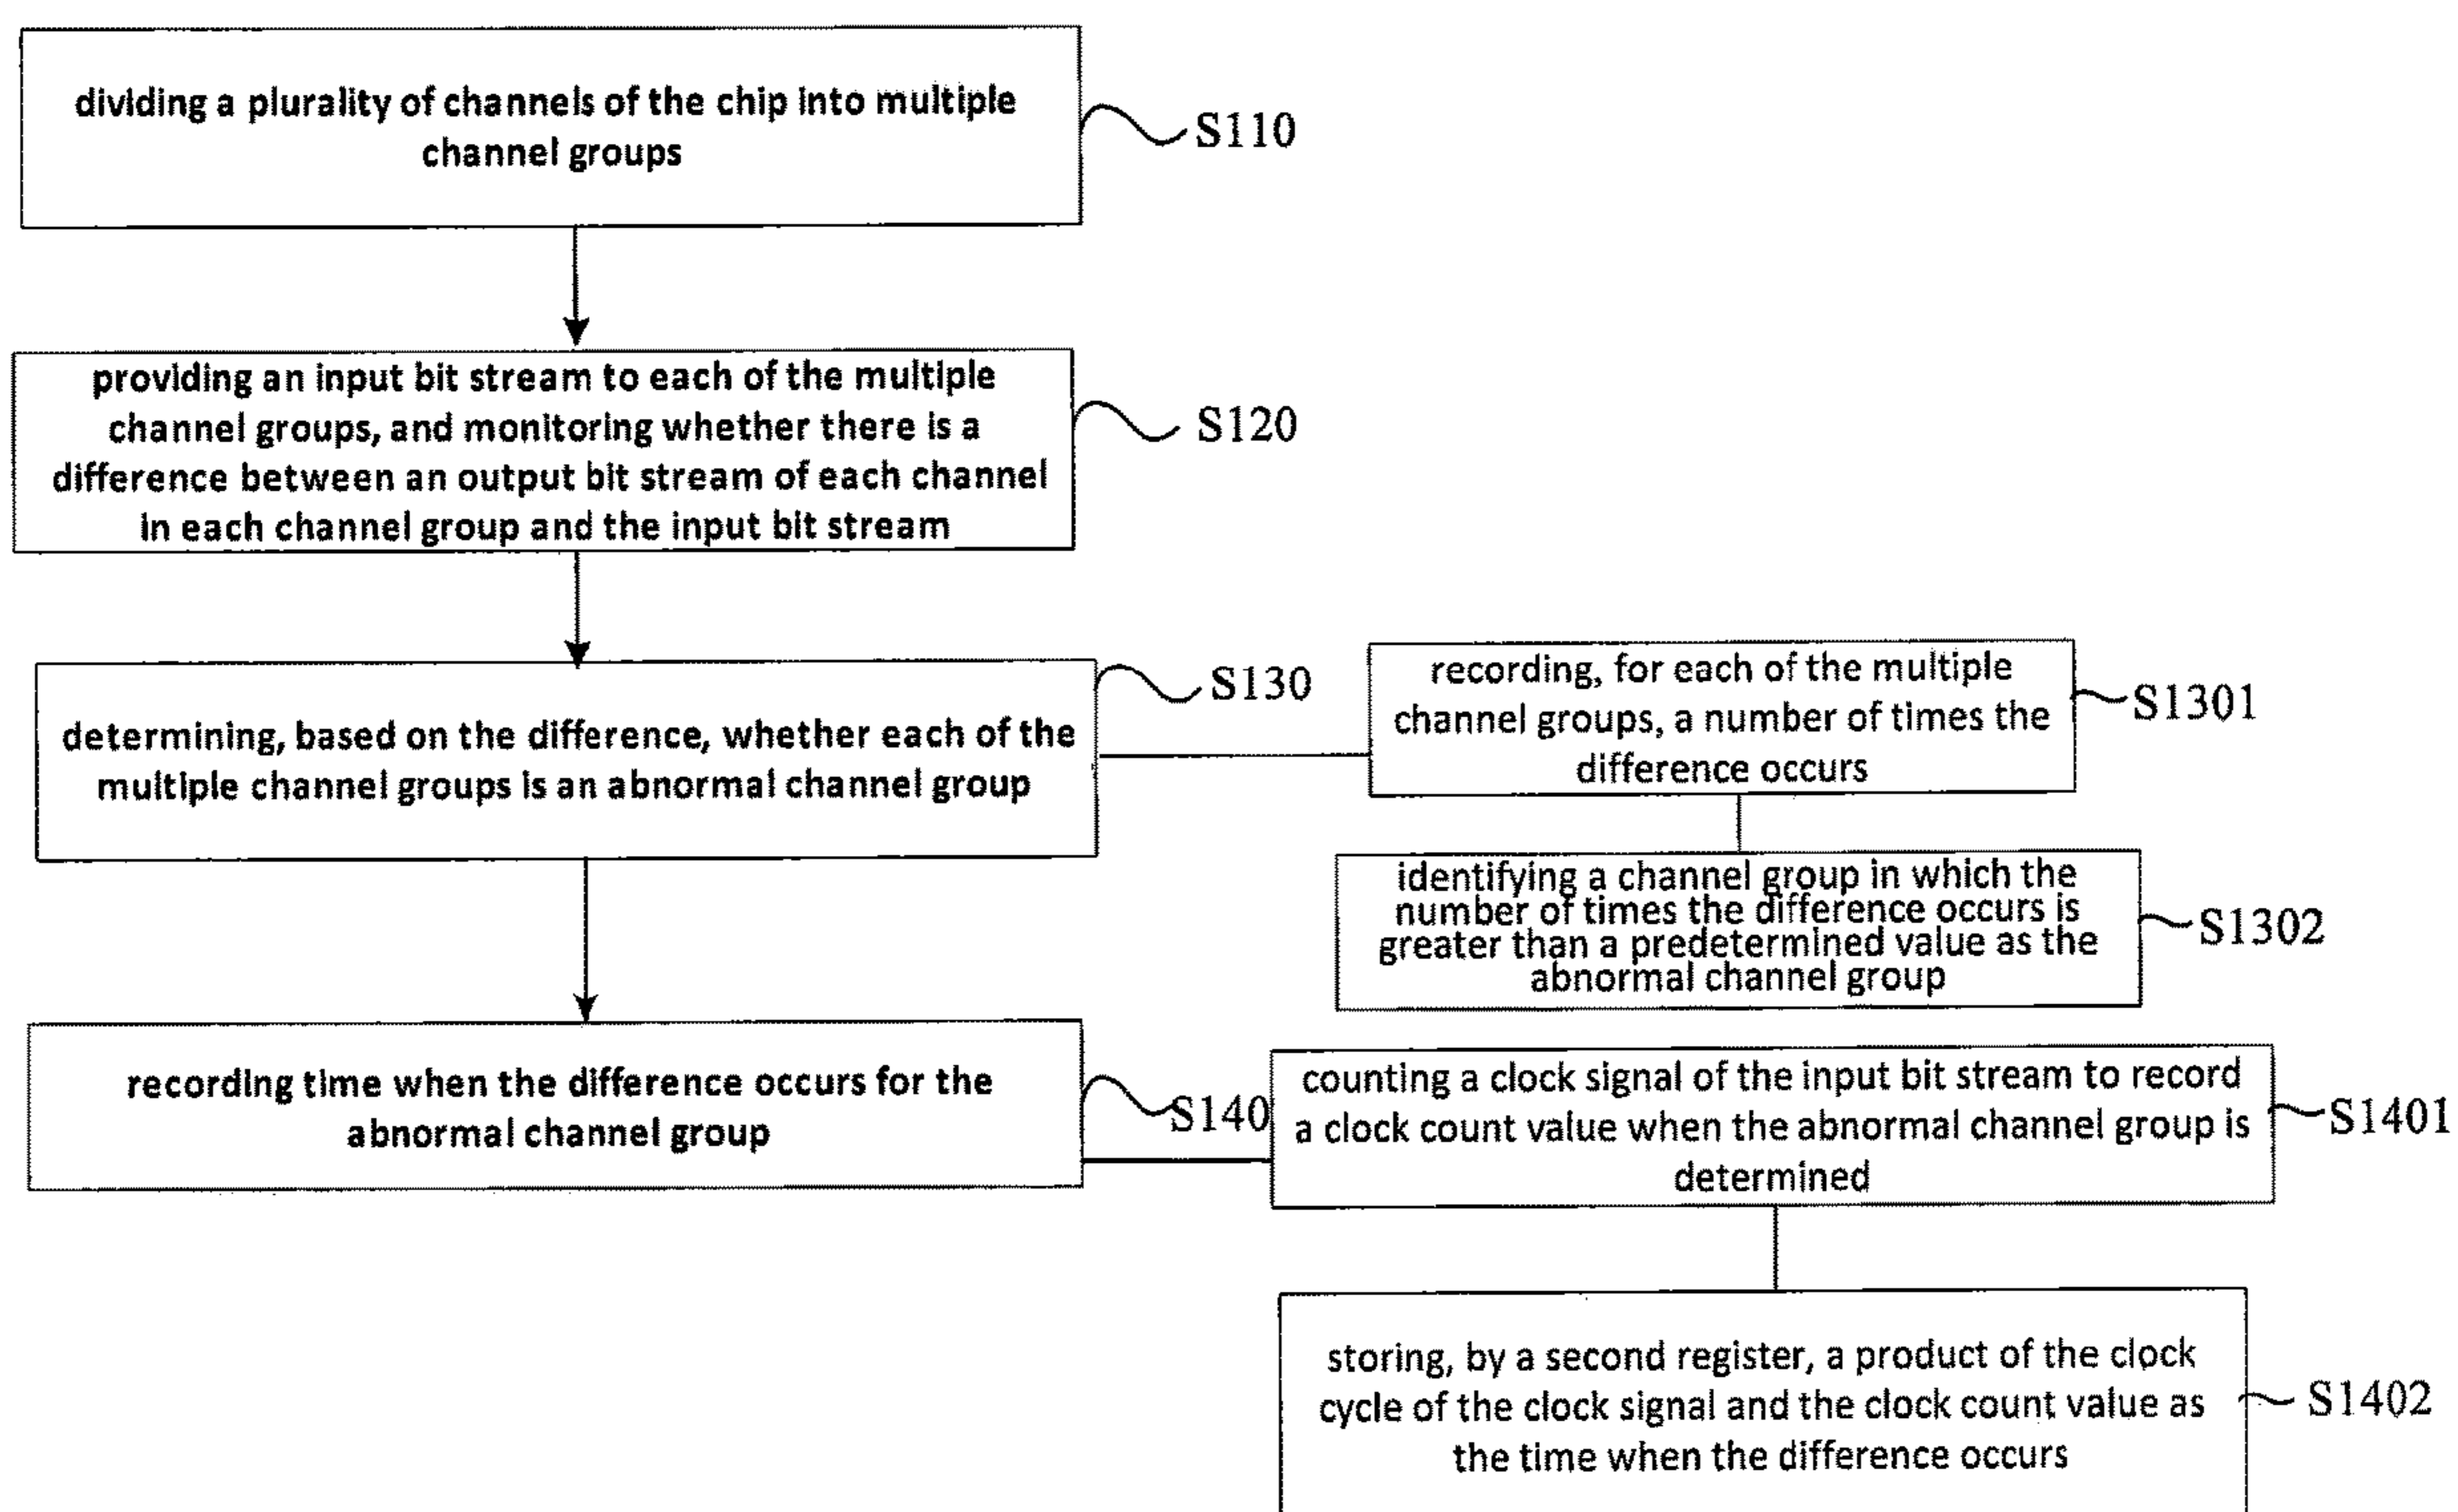 dividing a plurality of channels of the chip into multiple
channel groups
S110
providing an input bit stream to each of the multiple
channel groups, and monitoring whether there is a
difference between an output bit stream of each channel
in each channel group and the input bit stream
S120
determining, based on the difference, whether each of the
multiple channel groups is an abnormal channel group
S130
recording, for each of the multiple
channel groups, a number of times the
difference occurs
S1301
identifying a channel group in which the
number of times the difference occurs is
greater than a predetermined value as the
abnormal channel group
S1302
recording time when the difference occurs for the
abnormal channel group
S140
counting a clock signal of the input bit stream to record
a clock count value when the abnormal channel group is
determined
S1401
storing, by a second register, a product of the clock
cycle of the clock signal and the clock count value as
the time when the difference occurs
S1402